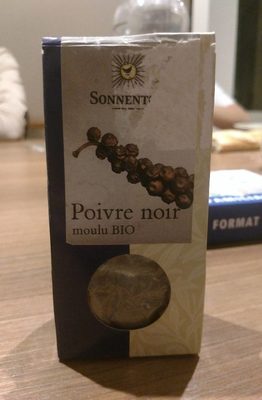 SONNENT
Poivre noir
moulu BIO
FORMAT